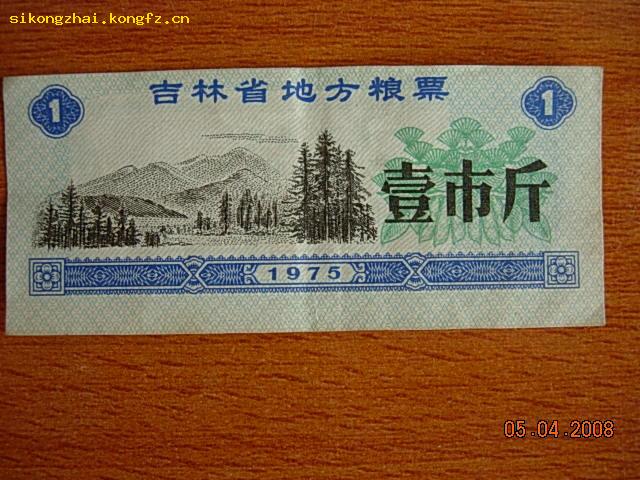 sikongzhai.kongfz.cn
1 吉林省地方粮票 1
壹市斤
1975
05.04.2008